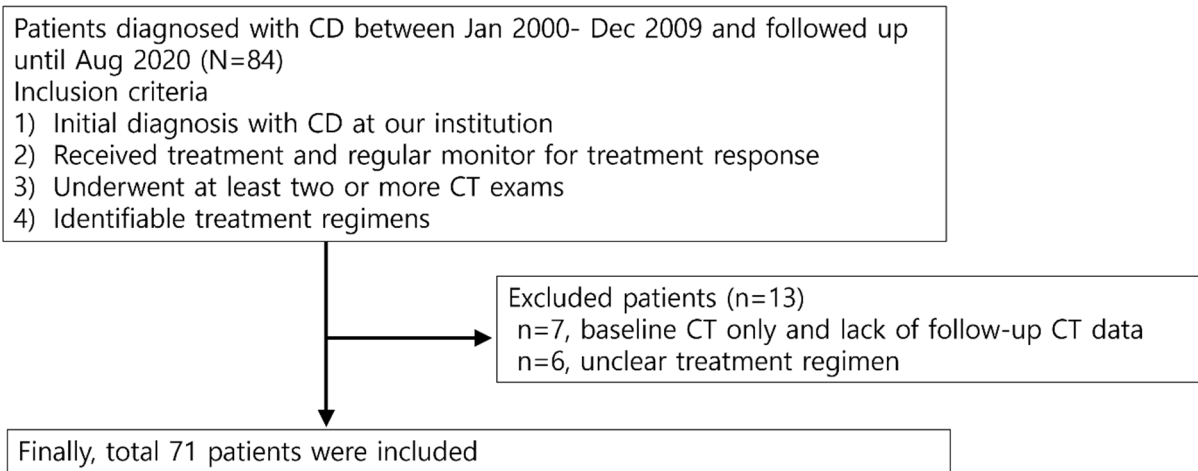 Patients diagnosed with CD between Jan 2000- Dec 2009 and followed up
until Aug 2020 (N=84)
Inclusion criteria
1) Initial diagnosis with CD at our institution
2) Received treatment and regular monitor for treatment response
3) Underwent at least two or more CT exams
4) Identifiable treatment regimens
Excluded patients (n=13)
n=7, baseline CT only and lack of follow-up CT data
n=6, unclear treatment regimen
Finally, total 71 patients were included